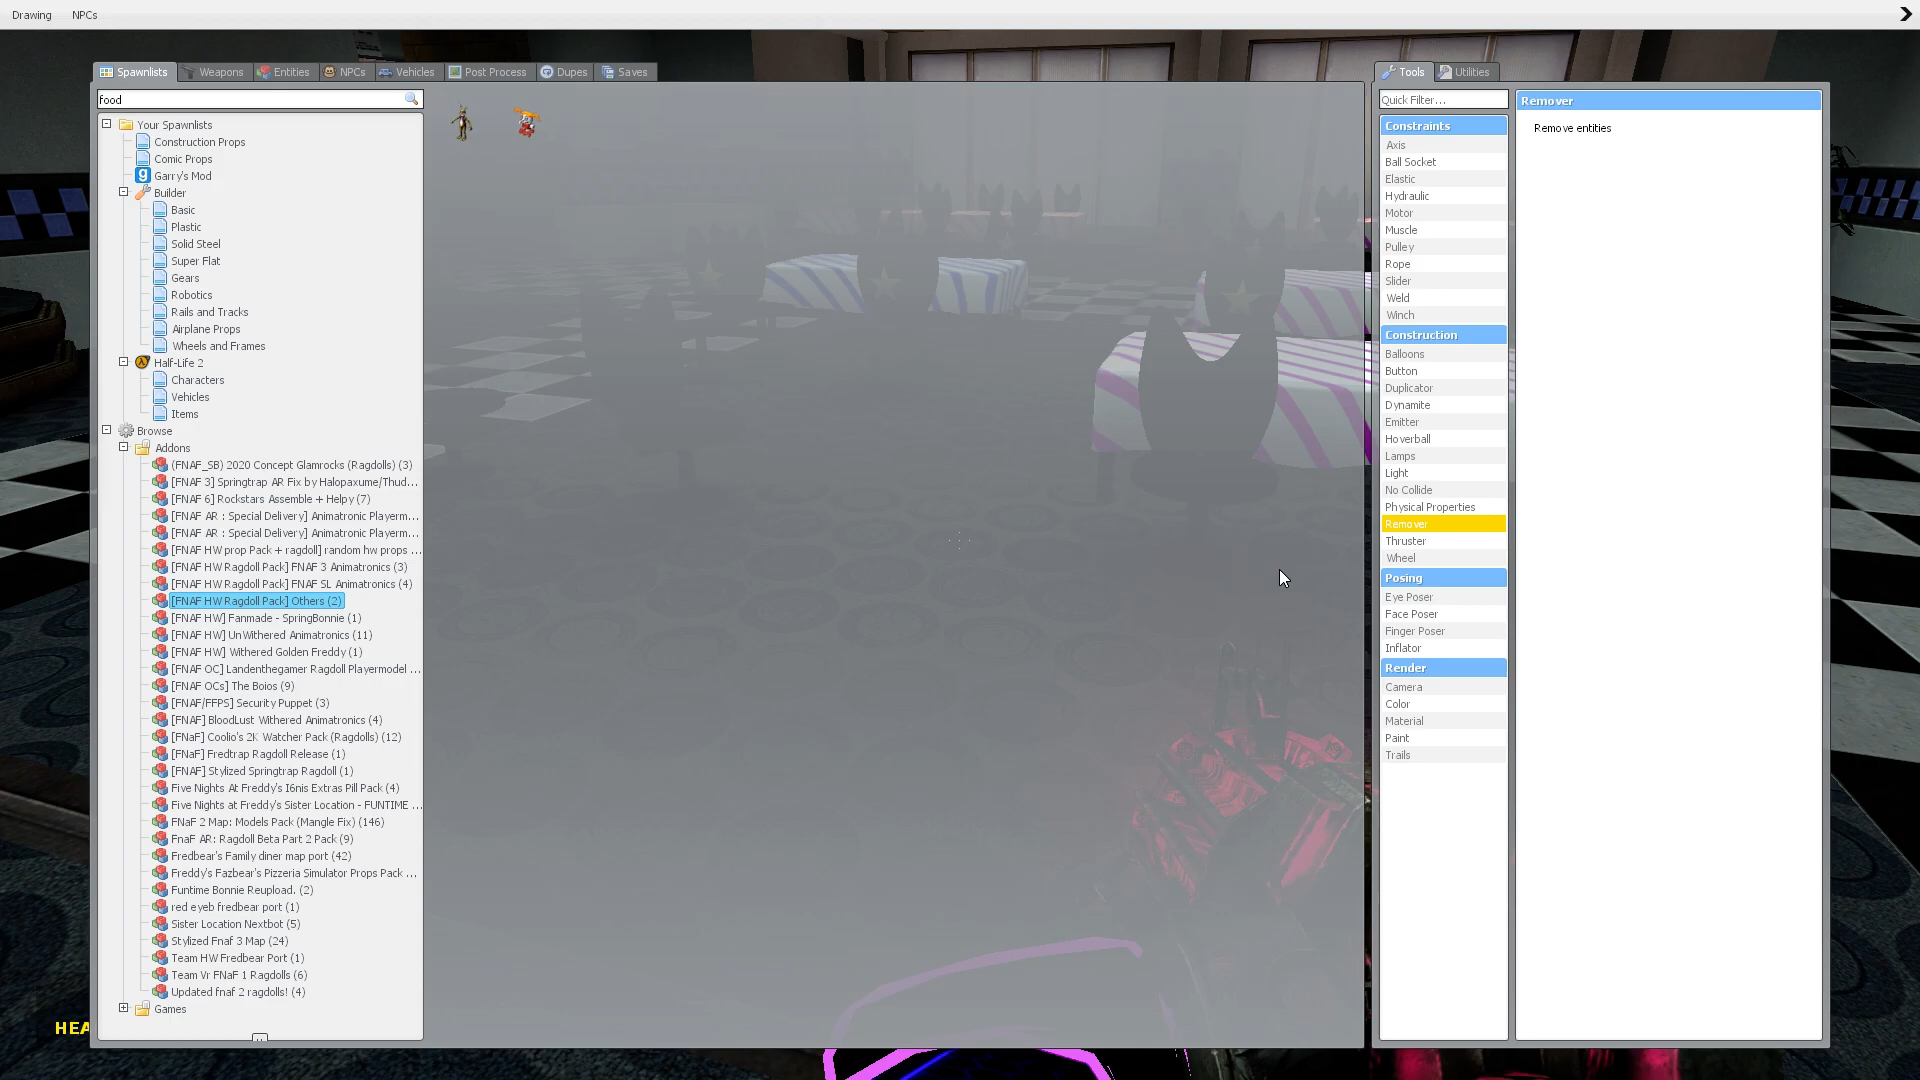 Drawing NPCs
Spawnlists Weapons Entities NPCs Vehicles Post Process Dupes Saves
food
Your Spawnlists
Construction Props
Comic Props
Garry's Mod
Builder
Basic
Plastic
Solid Steel
Super Flat
Gears
Robotics
Rails and Tracks
Airplane Props
Wheels and Frames
Half-Life 2
Characters
Vehicles
Items
Browse
Addons
(FNAF_SB) 2020 Concept Glamrocks (Ragdolls) (3)
[FNAF 3] Springtrap AR Fix by Halopaxume/Thud...
[FNAF 6] Rockstars Assemble + Helpy (7)
[FNAF AR : Special Delivery] Animatronic Playerm...
[FNAF AR : Special Delivery] Animatronic Playerm...
[FNAF HW prop Pack + ragdoll] random hw props ...
[FNAF HW Ragdoll Pack] FNAF 3 Animatronics (3)
[FNAF HW Ragdoll Pack] FNAF SL Animatronics (4)
[FNAF HW Ragdoll Pack] Others (2)
[FNAF HW] Fanmade - SpringBonnie (1)
[FNAF HW] UnWithered Animatronics (11)
[FNAF HW] Withered Golden Freddy (1)
[FNAF OC] Landenthegamer Ragdoll Playermodel ...
[FNAF OCs] The Boios (9)
[FNAF/FFPS] Security Puppet (3)
[FNAF] BloodLust Withered Animatronics (4)
[FNaF] Coolio's 2K Watcher Pack (Ragdolls) (12)
[FNaF] Fredtrap Ragdoll Release (1)
[FNAF] Stylized Springtrap Ragdoll (1)
Five Nights At Freddy's I6nis Extras Pill Pack (4)
Five Nights at Freddy's Sister Location - FUNTIME ...
FNaF 2 Map: Models Pack (Mangle Fix) (146)
FnaF AR: Ragdoll Beta Part 2 Pack (9)
Fredbear's Family diner map port (42)
Freddy's Fazbear's Pizzeria Simulator Props Pack ...
Funtime Bonnie Reupload. (2)
red eyeb fredbear port (1)
Sister Location Nextbot (5)
Stylized Fnaf 3 Map (24)
Team HW Fredbear Port (1)
Team Vr FNaF 1 Ragdolls (6)
Updated fnaf 2 ragdolls! (4)
Games
HEA
Tools Utilities
Quick Filter...
Constraints
Axis
Ball Socket
Elastic
Hydraulic
Motor
Muscle
Pulley
Rope
Slider
Weld
Winch
Construction
Balloons
Button
Duplicator
Dynamite
Emitter
Hoverball
Lamps
Light
No Collide
Physical Properties
Remover
Thruster
Wheel
Posing
Eye Poser
Face Poser
Finger Poser
Inflator
Render
Camera
Color
Material
Paint
Trails
Remover
Remove entities